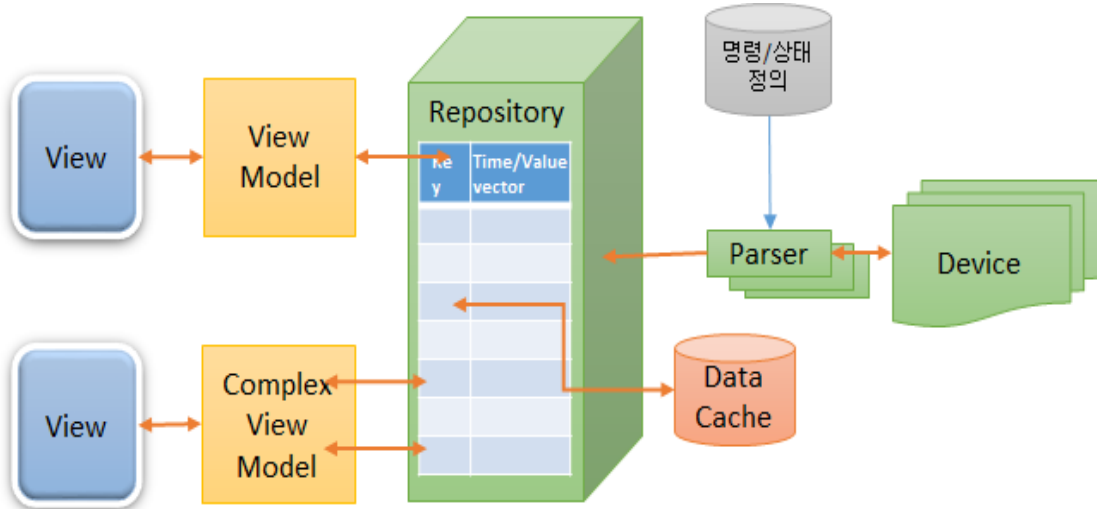 View
View
Model
Repository
Ke
y
Time/Value
vector
명령/상태
정의
Parser
Device
View
Complex
View
Model
Data
Cache